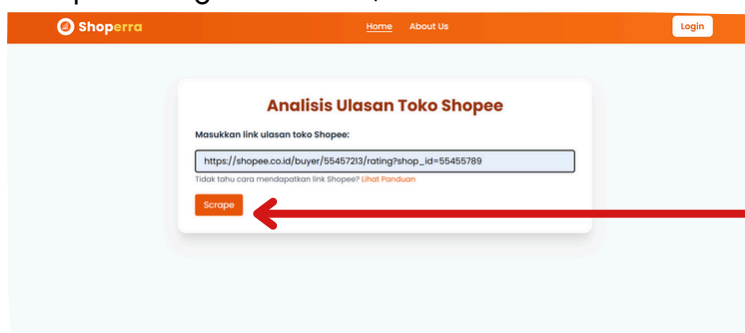 Shoperra
Home About Us
Login
Analisis Ulasan Toko Shopee
Masukkan link ulasan toko Shopee:
https://shopee.co.id/buyer/55457213/rating?shop_id=55455789
Tidak tahu cara mendapatkan link Shopee? Lihat Panduan
Scrape